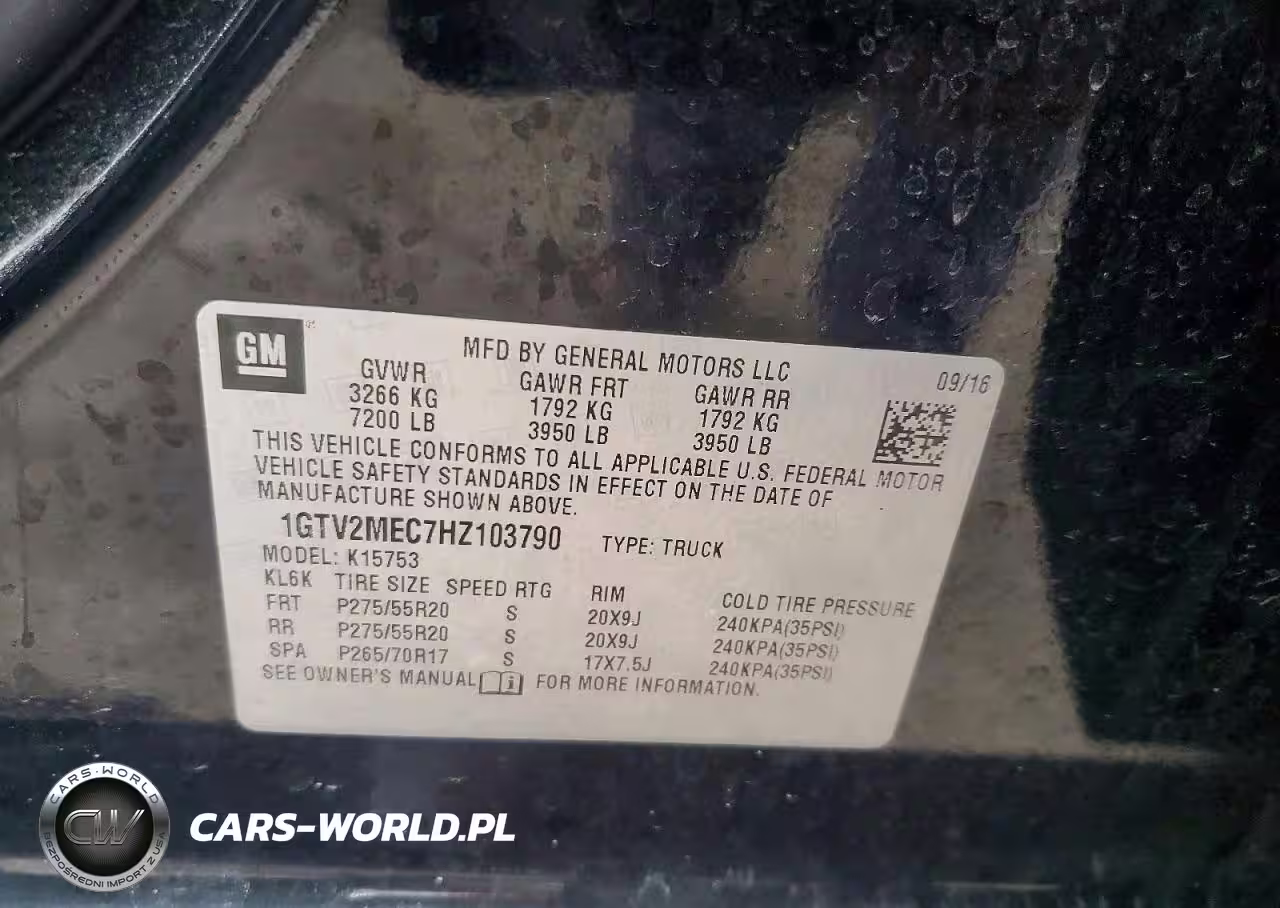 GM
MFD BY GENERAL MOTORS LLC
09/16
GVWR GAWR FRT GAWR RR
3266 KG 1792 KG 1792 KG
7200 LB 3950 LB 3950 LB
THIS VEHICLE CONFORMS TO ALL APPLICABLE U.S. FEDERAL MOTOR
VEHICLE SAFETY STANDARDS IN EFFECT ON THE DATE OF
MANUFACTURE SHOWN ABOVE.
1GTV2MEC7HZ103790 TYPE: TRUCK
MODEL: K15753
KL6K TIRE SIZE SPEED RTG RIM COLD TIRE PRESSURE
FRT P275/55R20 S 20X9J 240KPA(35PSI)
RR P275/55R20 S 20X9J 240KPA(35PSI)
SPA P265/70R17 S 17X7.5J 240KPA(35PSI)
SEE OWNER'S MANUAL FOR MORE INFORMATION.
CARS-WORLD
CW
BEZPOŚREDNI IMPORT Z USA
CARS-WORLD.PL